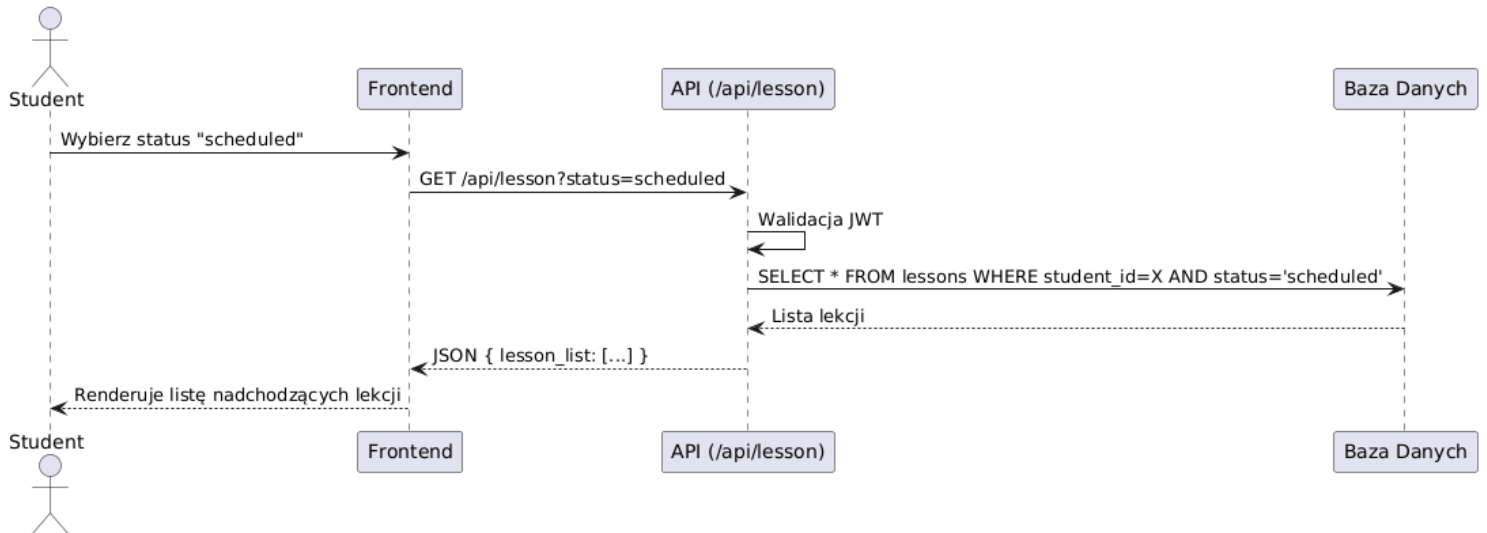 Student
Frontend
API (/api/lesson)
Baza Danych
Wybierz status "scheduled"
GET /api/lesson?status=scheduled
Walidacja JWT
SELECT * FROM lessons WHERE student_id=X AND status='scheduled'
Lista lekcji
JSON { lesson_list: [...] }
Renderuje listę nadchodzących lekcji
Student
Frontend
API (/api/lesson)
Baza Danych